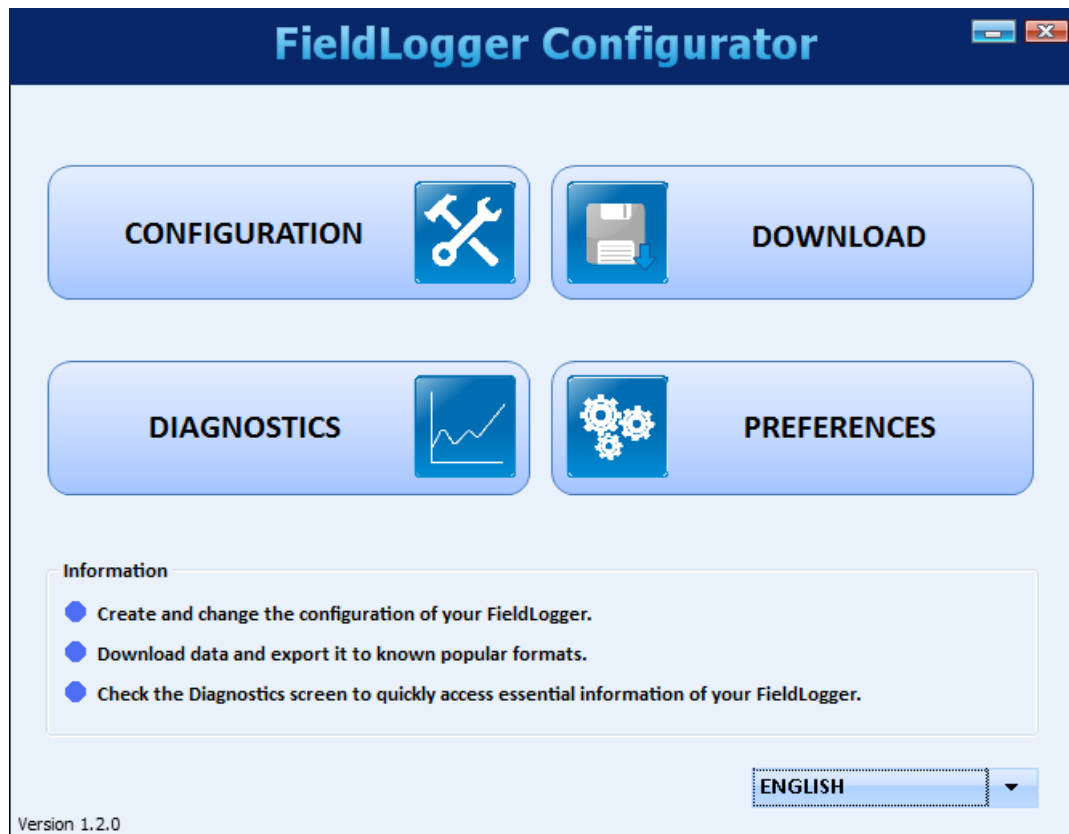 FieldLogger Configurator
CONFIGURATION
DOWNLOAD
DIAGNOSTICS
PREFERENCES
Information
Create and change the configuration of your FieldLogger.
Download data and export it to known popular formats.
Check the Diagnostics screen to quickly access essential information of your FieldLogger.
ENGLISH
Version 1.2.0